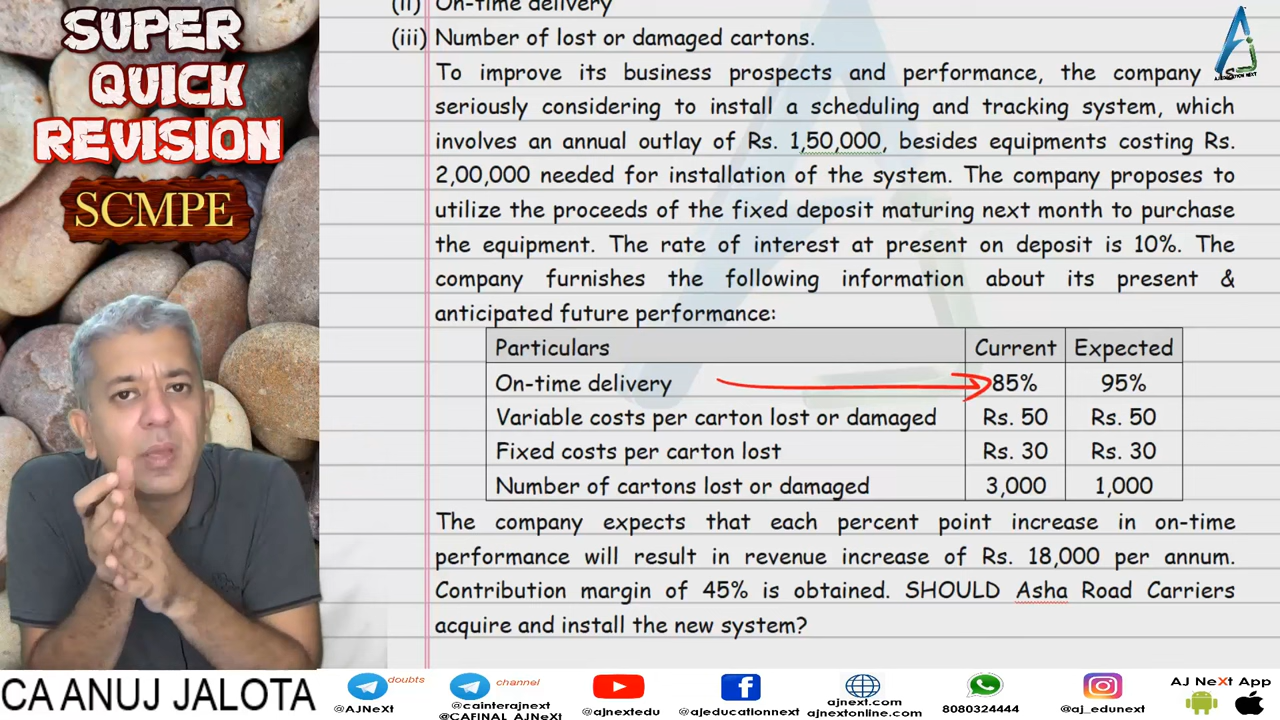 SUPER
QUICK
REVISION
SCMPE
(ii) On-time delivery
(iii) Number of lost or damaged cartons.
To improve its business prospects and performance, the company
seriously considering to install a scheduling and tracking system, which
involves an annual outlay of Rs. 1,50,000, besides equipments costing Rs.
2,00,000 needed for installation of the system. The company proposes to
utilize the proceeds of the fixed deposit maturing next month to purchase
the equipment. The rate of interest at present on deposit is 10%. The
company furnishes the following information about its present &
anticipated future performance:
Particulars Current Expected
On-time delivery 85% 95%
Variable costs per carton lost or damaged Rs. 50 Rs. 50
Fixed costs per carton lost Rs. 30 Rs. 30
Number of cartons lost or damaged 3,000 1,000
The company expects that each percent point increase in on-time
performance will result in revenue increase of Rs. 18,000 per annum.
Contribution margin of 45% is obtained. SHOULD Asha Road Carriers
acquire and install the new system?
CA ANUJ JALOTA
doubts
@AJNeXt
channel
@cainterajnext
@CAFINAL_AJNeXt
@ajnextedu
@ajeducationnext
ajnext.com
ajnextonline.com
8080324444
@aj_edunext
AJ NeXt App